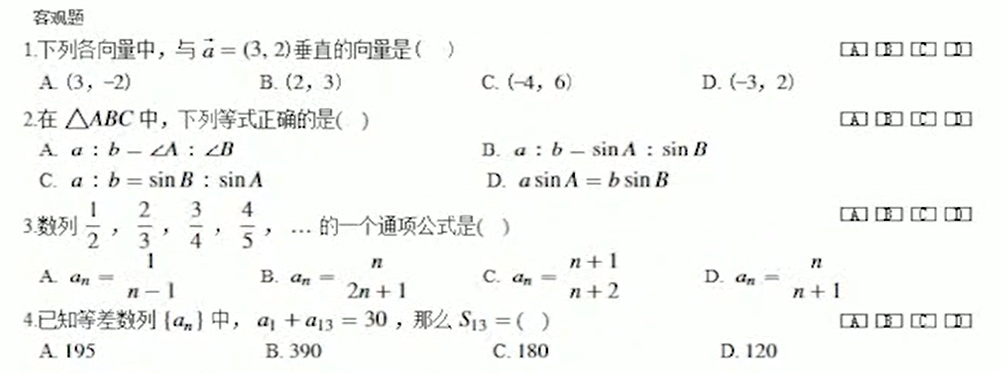 客观题
1.下列各向量中，与 $\vec{a}$ = (3, 2)垂直的向量是( ) A B C D
A. (3，-2) B. (2，3) C. (-4，6) D. (-3，2)
2.在 △ABC 中，下列等式正确的是( ) A B C D
A. a : b − ∠A : ∠B B. a : b − sin A : sin B
C. a : b = sin B : sin A D. a sin A = b sin B
3.数列 $\frac{1}{2}$ ， $\frac{2}{3}$ ， $\frac{3}{4}$ ， $\frac{4}{5}$ ，… 的一个通项公式是( ) A B C D
A. $a_n = \frac{1}{n-1}$ B. $a_n = \frac{n}{2n+1}$ C. $a_n = \frac{n+1}{n+2}$ D. $a_n = \frac{n}{n+1}$
4.已知等差数列 {$a_n$} 中， $a_1 + a_{13} = 30$ ，那么 $S_{13}$ = ( ) A B C D
A. 195 B. 390 C. 180 D. 120